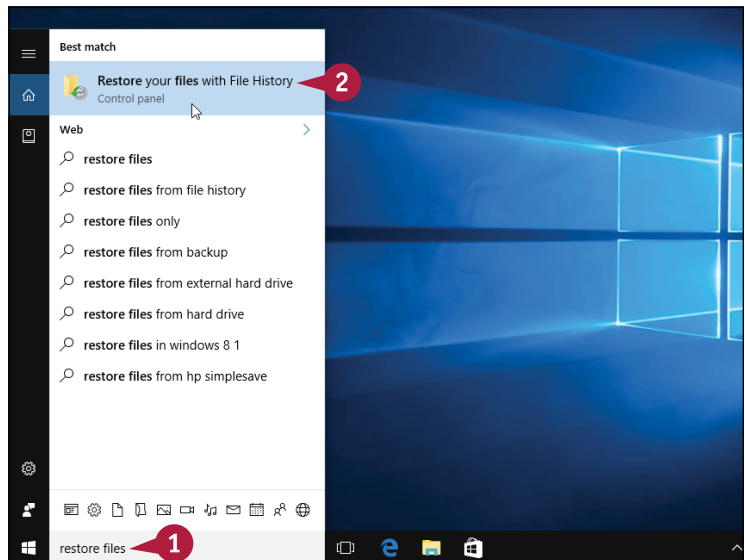 Best match
Restore your files with File History
Control panel
2
Web
restore files
restore files from file history
restore files only
restore files from backup
restore files from external hard drive
restore files from hard drive
restore files in windows 8 1
restore files from hp simplesave
restore files
1